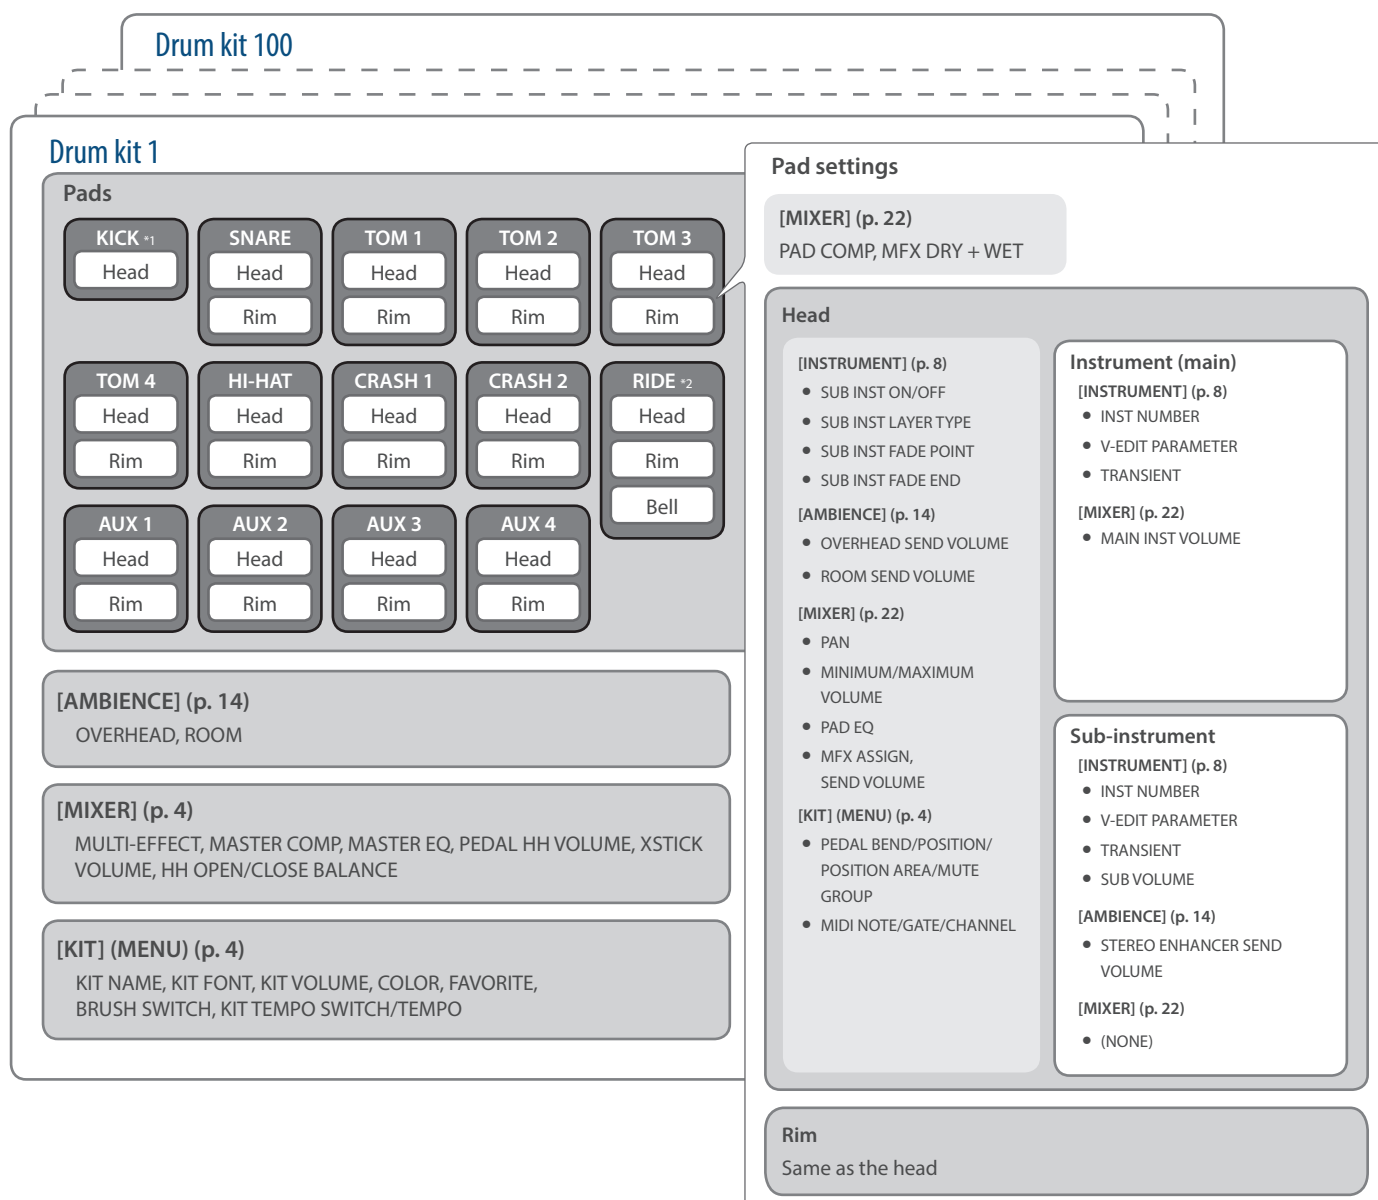 Drum kit 100
Drum kit 1
Pads
KICK *1
Head
SNARE
Head
Rim
TOM 1
Head
Rim
TOM 2
Head
Rim
TOM 3
Head
Rim
TOM 4
Head
Rim
HI-HAT
Head
Rim
CRASH 1
Head
Rim
CRASH 2
Head
Rim
RIDE *2
Head
Rim
Bell
AUX 1
Head
Rim
AUX 2
Head
Rim
AUX 3
Head
Rim
AUX 4
Head
Rim
[AMBIENCE] (p. 14)
OVERHEAD, ROOM
[MIXER] (p. 4)
MULTI-EFFECT, MASTER COMP, MASTER EQ, PEDAL HH VOLUME, XSTICK
VOLUME, HH OPEN/CLOSE BALANCE
[KIT] (MENU) (p. 4)
KIT NAME, KIT FONT, KIT VOLUME, COLOR, FAVORITE,
BRUSH SWITCH, KIT TEMPO SWITCH/TEMPO
Pad settings
[MIXER] (p. 22)
PAD COMP, MFX DRY + WET
Head
[INSTRUMENT] (p. 8)
• SUB INST ON/OFF
• SUB INST LAYER TYPE
• SUB INST FADE POINT
• SUB INST FADE END
[AMBIENCE] (p. 14)
• OVERHEAD SEND VOLUME
• ROOM SEND VOLUME
[MIXER] (p. 22)
• PAN
• MINIMUM/MAXIMUM
VOLUME
• PAD EQ
• MFX ASSIGN,
SEND VOLUME
[KIT] (MENU) (p. 4)
• PEDAL BEND/POSITION/
POSITION AREA/MUTE
GROUP
• MIDI NOTE/GATE/CHANNEL
Instrument (main)
[INSTRUMENT] (p. 8)
• INST NUMBER
• V-EDIT PARAMETER
• TRANSIENT
[MIXER] (p. 22)
• MAIN INST VOLUME
Sub-instrument
[INSTRUMENT] (p. 8)
• INST NUMBER
• V-EDIT PARAMETER
• TRANSIENT
• SUB VOLUME
[AMBIENCE] (p. 14)
• STEREO ENHANCER SEND
VOLUME
[MIXER] (p. 22)
• (NONE)
Rim
Same as the head